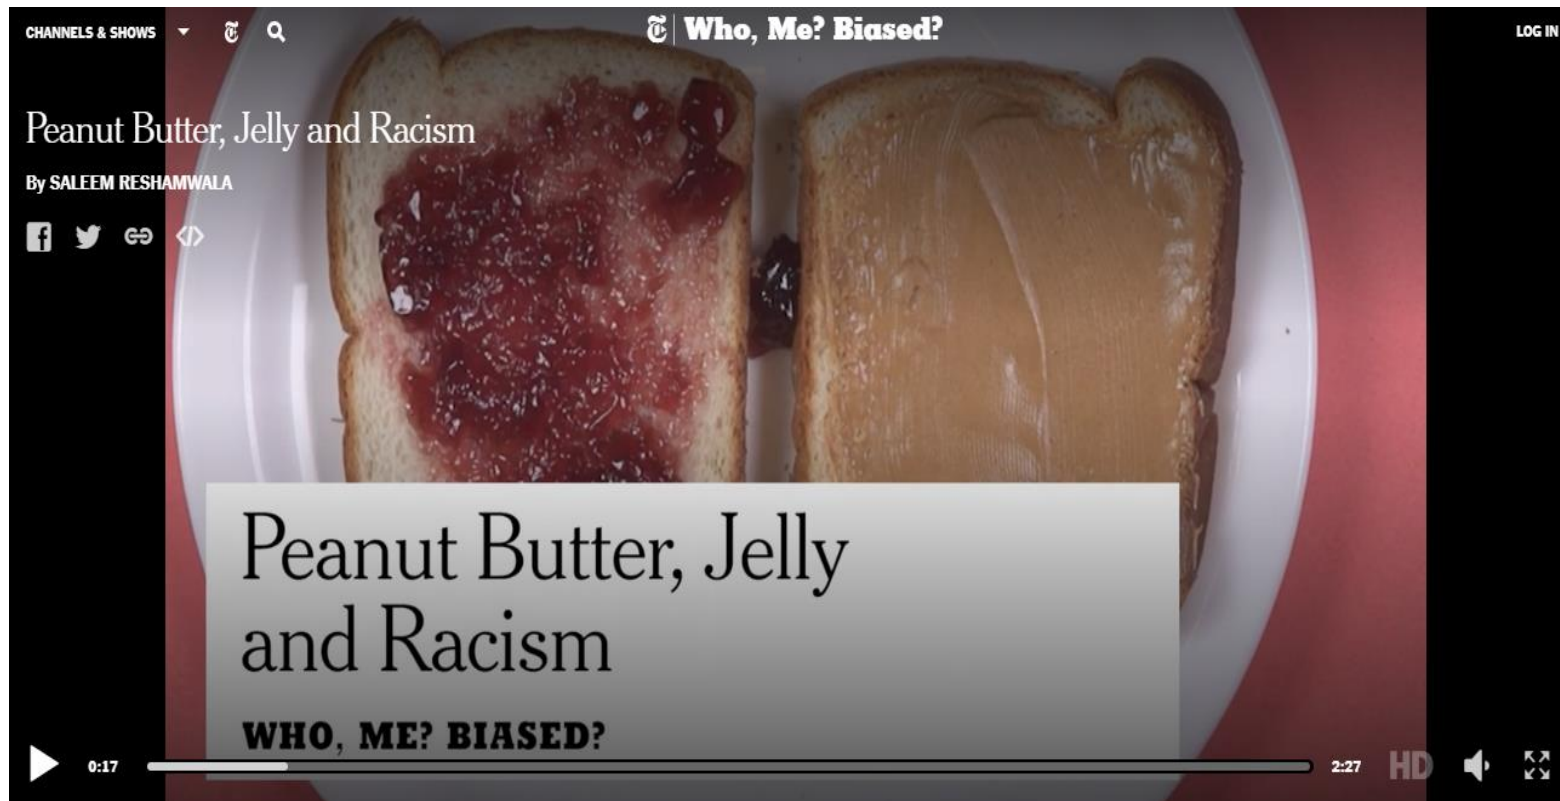 CHANNELS & SHOWS
T
Who, Me? Biased?
LOG IN
Peanut Butter, Jelly and Racism
By SALEEM RESHAMWALA
Peanut Butter, Jelly
and Racism
WHO, ME? BIASED?
0:17
2:27
HD